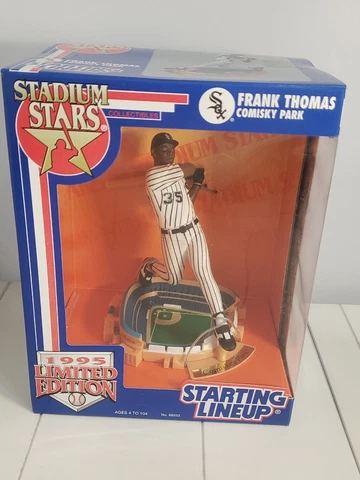 STADIUM
STARS®
COLLECTIBLES
Sox
FRANK THOMAS
COMISKY PARK
35
1995
LIMITED
EDITION
AGES 4 TO 104
STARTING
LINEUP®